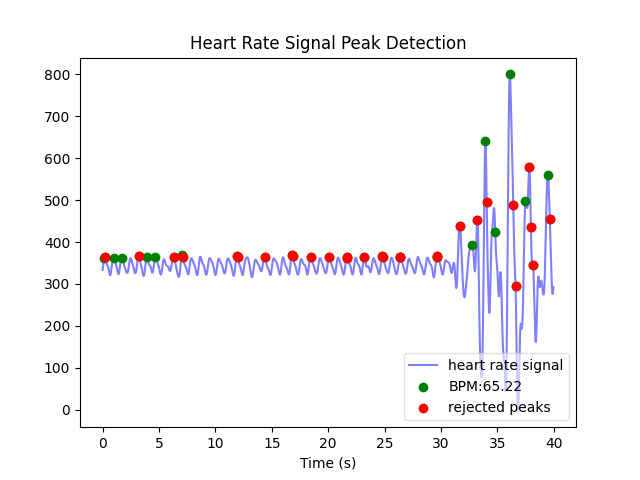 Heart Rate Signal Peak Detection
800
700
600
500
400
300
200
100
0
heart rate signal
BPM:65.22
rejected peaks
0 5 10 15 20 25 30 35 40
Time (s)